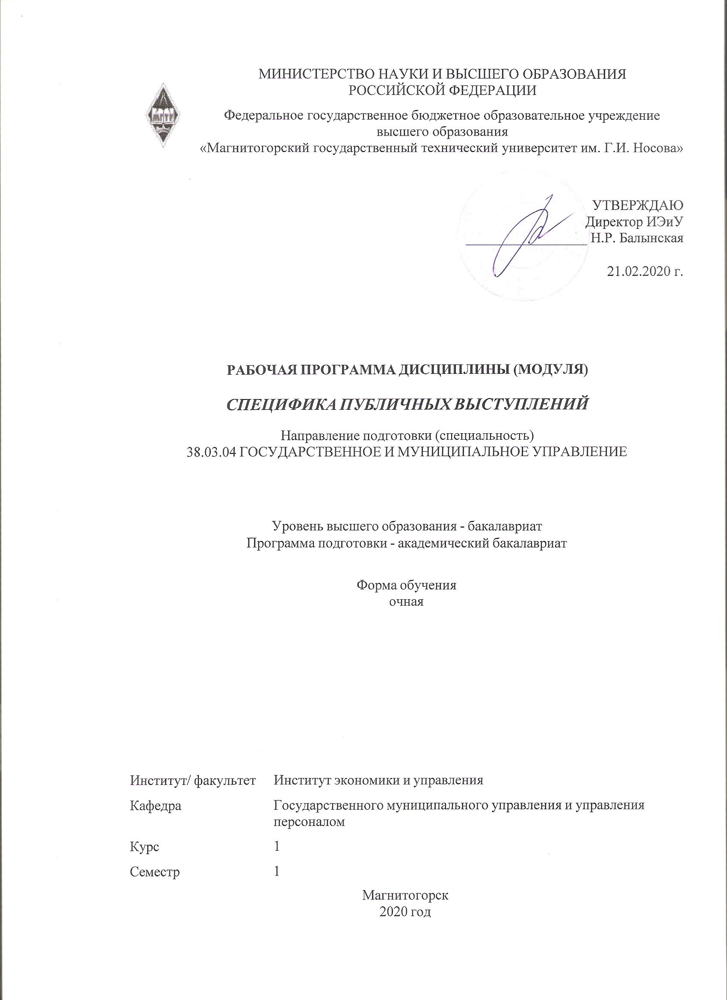 МИНИСТЕРСТВО НАУКИ И ВЫСШЕГО ОБРАЗОВАНИЯ
РОССИЙСКОЙ ФЕДЕРАЦИИ
Федеральное государственное бюджетное образовательное учреждение
высшего образования
«Магнитогорский государственный технический университет им. Г.И. Носова»
УТВЕРЖДАЮ
Директор ИЭиУ
Н.Р. Балынская
21.02.2020 г.
РАБОЧАЯ ПРОГРАММА ДИСЦИПЛИНЫ (МОДУЛЯ)
СПЕЦИФИКА ПУБЛИЧНЫХ ВЫСТУПЛЕНИЙ
Направление подготовки (специальность)
38.03.04 ГОСУДАРСТВЕННОЕ И МУНИЦИПАЛЬНОЕ УПРАВЛЕНИЕ
Уровень высшего образования - бакалавриат
Программа подготовки - академический бакалавриат
Форма обучения
очная
Институт/ факультет Институт экономики и управления
Кафедра Государственного муниципального управления и управления
персоналом
Курс 1
Семестр 1
Магнитогорск
2020 год